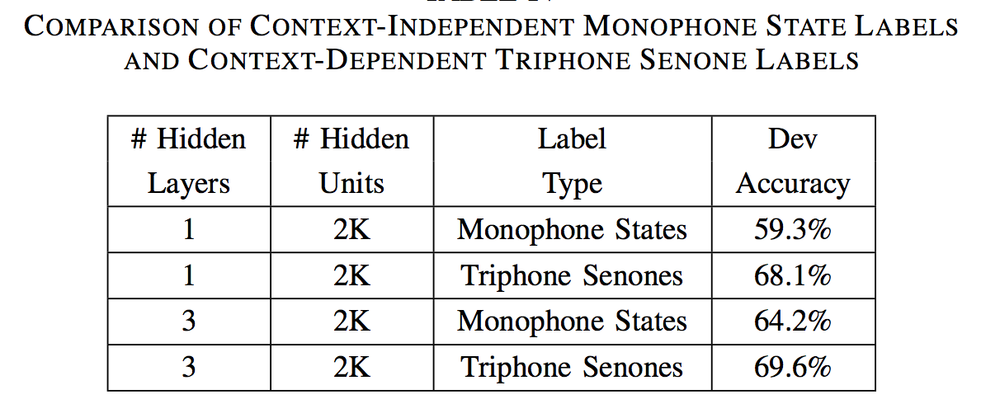 COMPARISON OF CONTEXT-INDEPENDENT MONOPHONE STATE LABELS
AND CONTEXT-DEPENDENT TRIPHONE SENONE LABELS
# Hidden Layers # Hidden Units Label Type Dev Accuracy
1 2K Monophone States 59.3%
1 2K Triphone Senones 68.1%
3 2K Monophone States 64.2%
3 2K Triphone Senones 69.6%